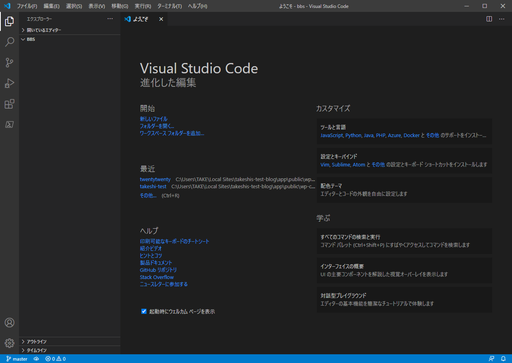 ファイル(F) 編集(E) 選択(S) 表示(V) 移動(G) 実行(R) ターミナル(T) ヘルプ(H)
ようこそ - bbs - Visual Studio Code
エクスプローラー
開いているエディター
BBS
ようこそ
Visual Studio Code
進化した編集
開始
新しいファイル
フォルダーを開く...
ワークスペース フォルダーを追加...
最近
twentytwenty C:\Users\TAKE\Local Sites\takeshis-test-blog\app\public\wp-c...
takeshi-test C:\Users\TAKE\Local Sites\takeshis-test-blog\app\public\wp-c...
その他... (Ctrl+R)
ヘルプ
印刷可能なキーボードのチートシート
紹介ビデオ
ヒントとコツ
製品ドキュメント
GitHub リポジトリ
Stack Overflow
ニュースレターに参加する
起動時にウェルカム ページを表示
カスタマイズ
ツールと言語
JavaScript, Python, Java, PHP, Azure, Docker と その他 のサポートをインストー...
設定とキーバインド
Vim, Sublime, Atom と その他 の設定とキーボード ショートカットをインストールします
配色テーマ
エディターとコードの外観を自由に設定します
学ぶ
すべてのコマンドの検索と実行
コマンド パレット (Ctrl+Shift+P) にすばやくアクセスしてコマンドを検索します
インターフェイスの概要
UI の主要コンポーネントを解説した視覚オーバーレイを表示します
対話型プレイグラウンド
エディターの基本機能を簡潔なチュートリアルで体験します
アウトライン
タイムライン
master
0 0